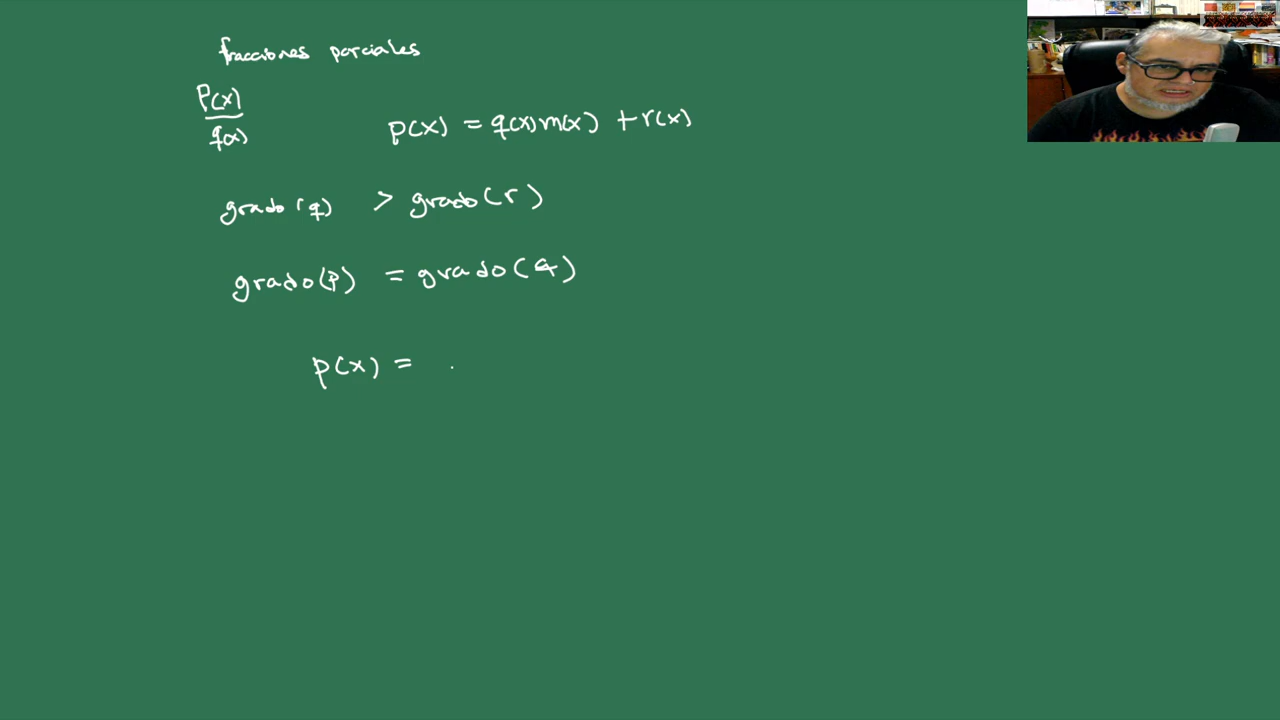 fracciones parciales
P(x)
q(x)
p(x) = q(x)m(x) + r(x)
grado(q) > grado(r)
grado(p) = grado(q)
p(x) =